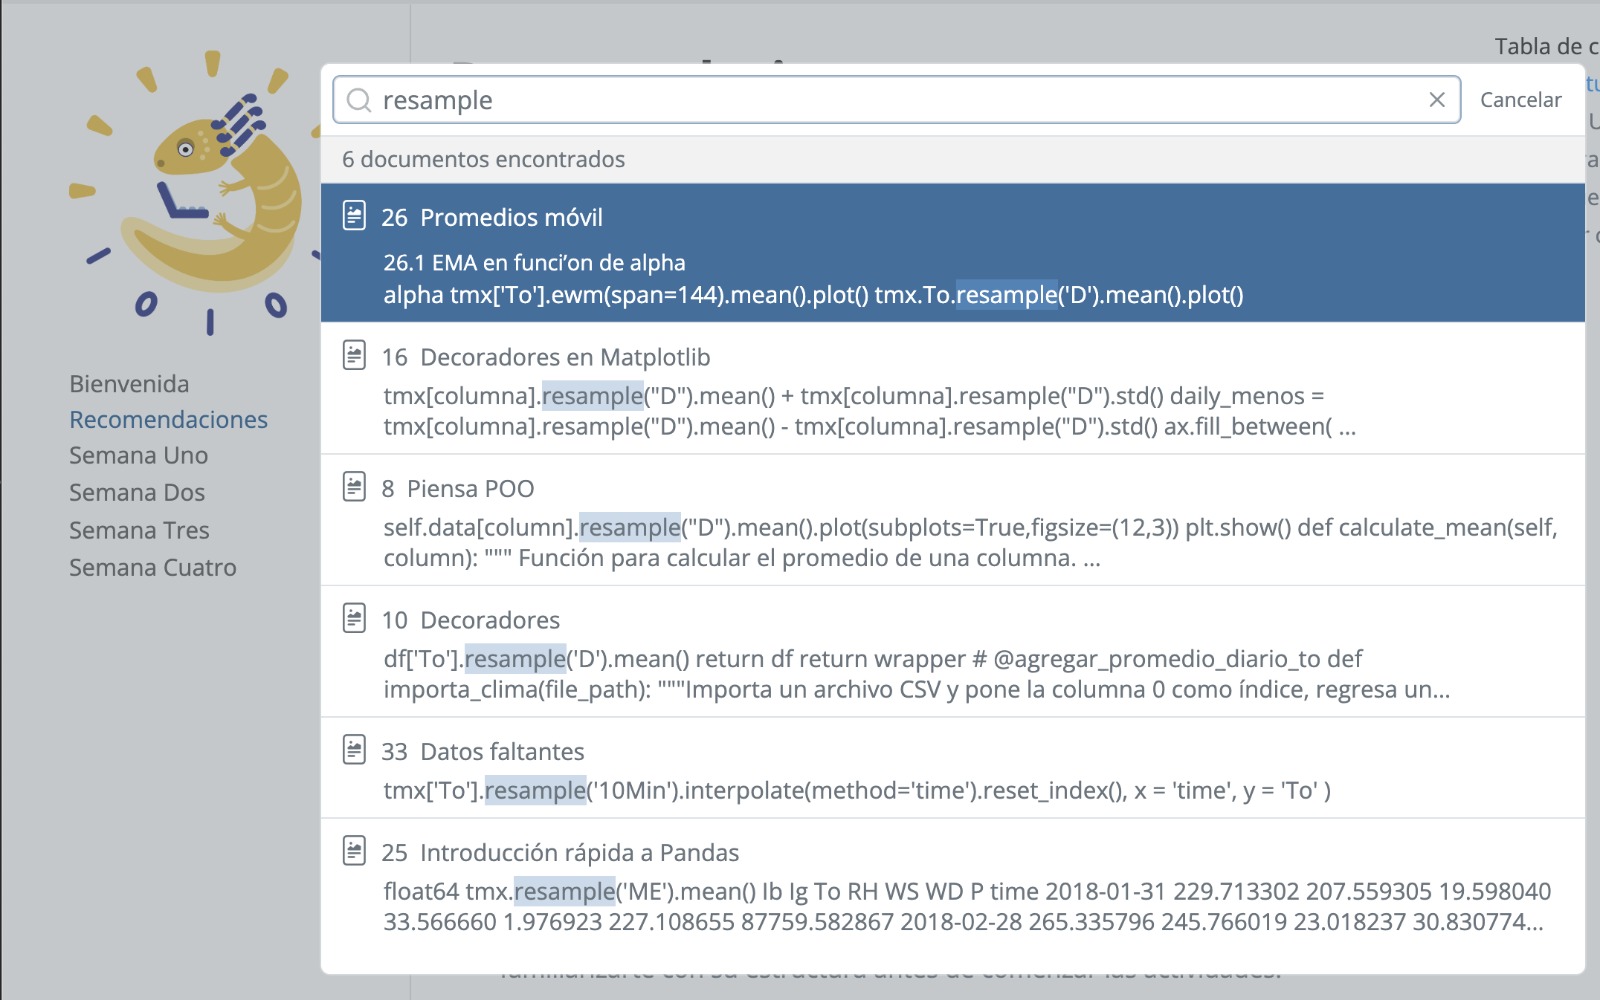 Tabla de c
resample
Cancelar
6 documentos encontrados
26 Promedios móvil
26.1 EMA en funci’on de alpha
alpha tmx['To'].ewm(span=144).mean().plot() tmx.To.resample('D').mean().plot()
16 Decoradores en Matplotlib
tmx[columna].resample("D").mean() + tmx[columna].resample("D").std() daily_menos =
tmx[columna].resample("D").mean() - tmx[columna].resample("D").std() ax.fill_between( ...
8 Piensa POO
self.data[column].resample("D").mean().plot(subplots=True,figsize=(12,3)) plt.show() def calculate_mean(self,
column): """ Función para calcular el promedio de una columna. ...
10 Decoradores
df['To'].resample('D').mean() return df return wrapper # @agregar_promedio_diario_to def
importa_clima(file_path): """Importa un archivo CSV y pone la columna 0 como índice, regresa un...
33 Datos faltantes
tmx['To'].resample('10Min').interpolate(method='time').reset_index(), x = 'time', y = 'To' )
25 Introducción rápida a Pandas
float64 tmx.resample('ME').mean() Ib Ig To RH WS WD P time 2018-01-31 229.713302 207.559305 19.598040
33.566660 1.976923 227.108655 87759.582867 2018-02-28 265.335796 245.766019 23.018237 30.830774...
Bienvenida
Recomendaciones
Semana Uno
Semana Dos
Semana Tres
Semana Cuatro